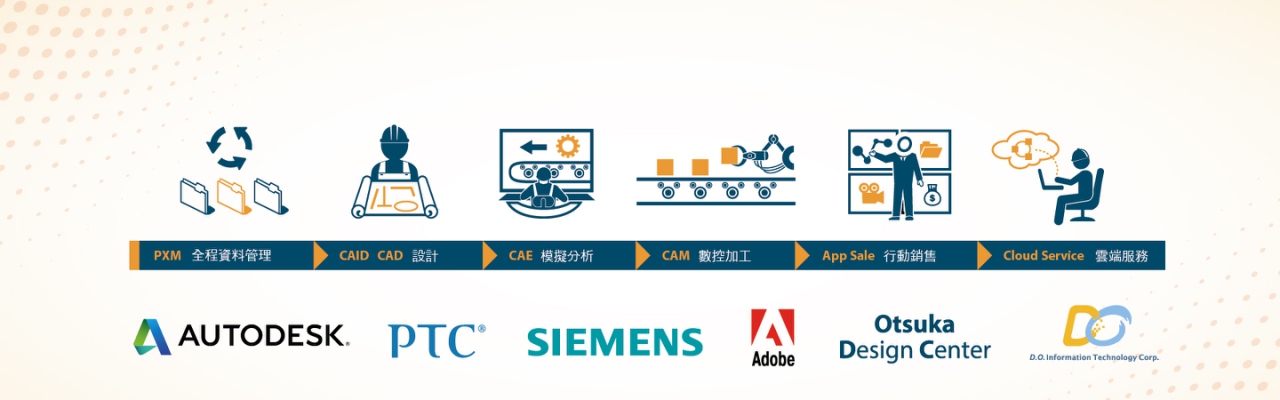 PXM 全程資料管理
CAID CAD 設計
CAE 模擬分析
CAM 數控加工
App Sale 行動銷售
Cloud Service 雲端服務
$
AUTODESK®
PTC®
SIEMENS
Adobe
Otsuka
Design Center
DO
D.O. Information Technology Corp.